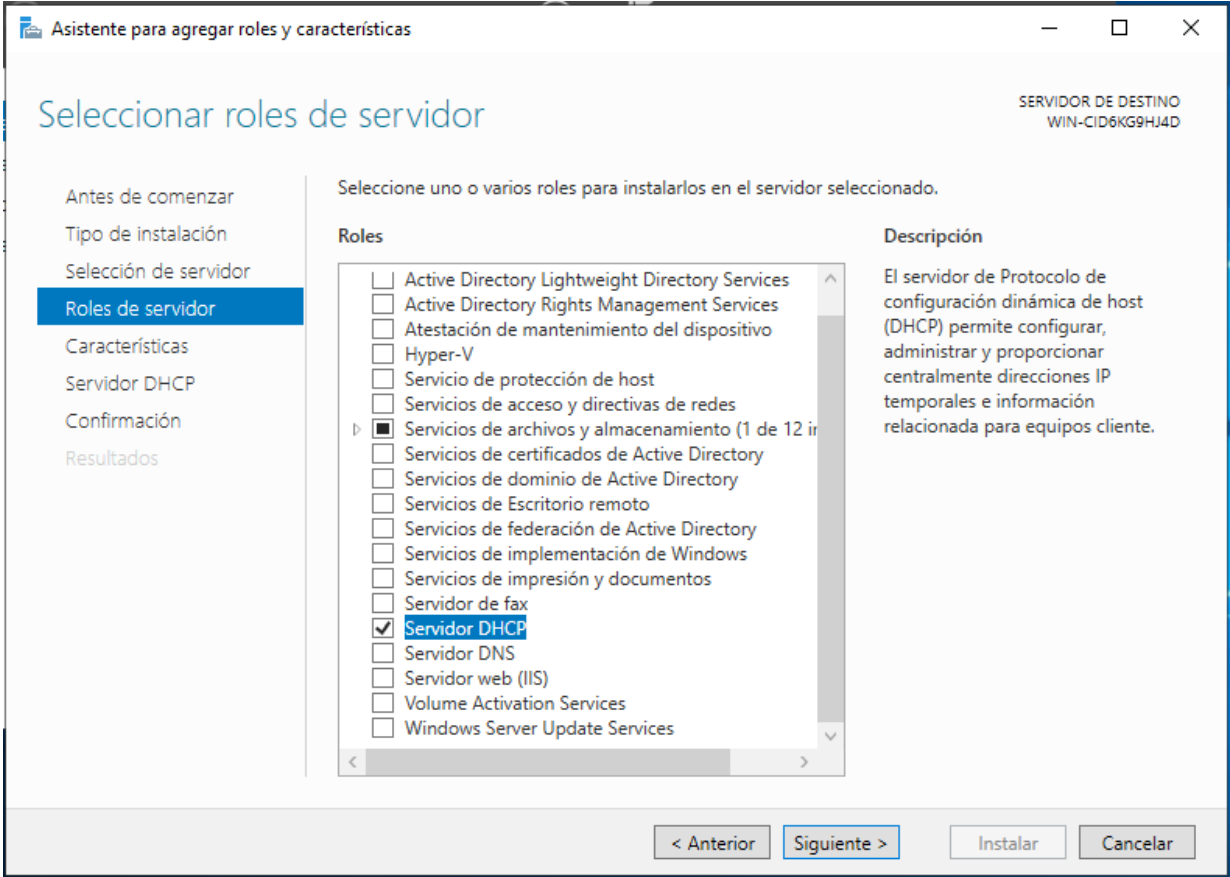 Asistente para agregar roles y características
Seleccionar roles de servidor
SERVIDOR DE DESTINO
WIN-CID6KG9HJ4D
Antes de comenzar
Tipo de instalación
Selección de servidor
Roles de servidor
Características
Servidor DHCP
Confirmación
Resultados
Seleccione uno o varios roles para instalarlos en el servidor seleccionado.
Roles
Active Directory Lightweight Directory Services
Active Directory Rights Management Services
Atestación de mantenimiento del dispositivo
Hyper-V
Servicio de protección de host
Servicios de acceso y directivas de redes
Servicios de archivos y almacenamiento (1 de 12 in
Servicios de certificados de Active Directory
Servicios de dominio de Active Directory
Servicios de Escritorio remoto
Servicios de federación de Active Directory
Servicios de implementación de Windows
Servicios de impresión y documentos
Servidor de fax
Servidor DHCP
Servidor DNS
Servidor web (IIS)
Volume Activation Services
Windows Server Update Services
Descripción
El servidor de Protocolo de
configuración dinámica de host
(DHCP) permite configurar,
administrar y proporcionar
centralmente direcciones IP
temporales e información
relacionada para equipos cliente.
< Anterior
Siguiente >
Instalar
Cancelar